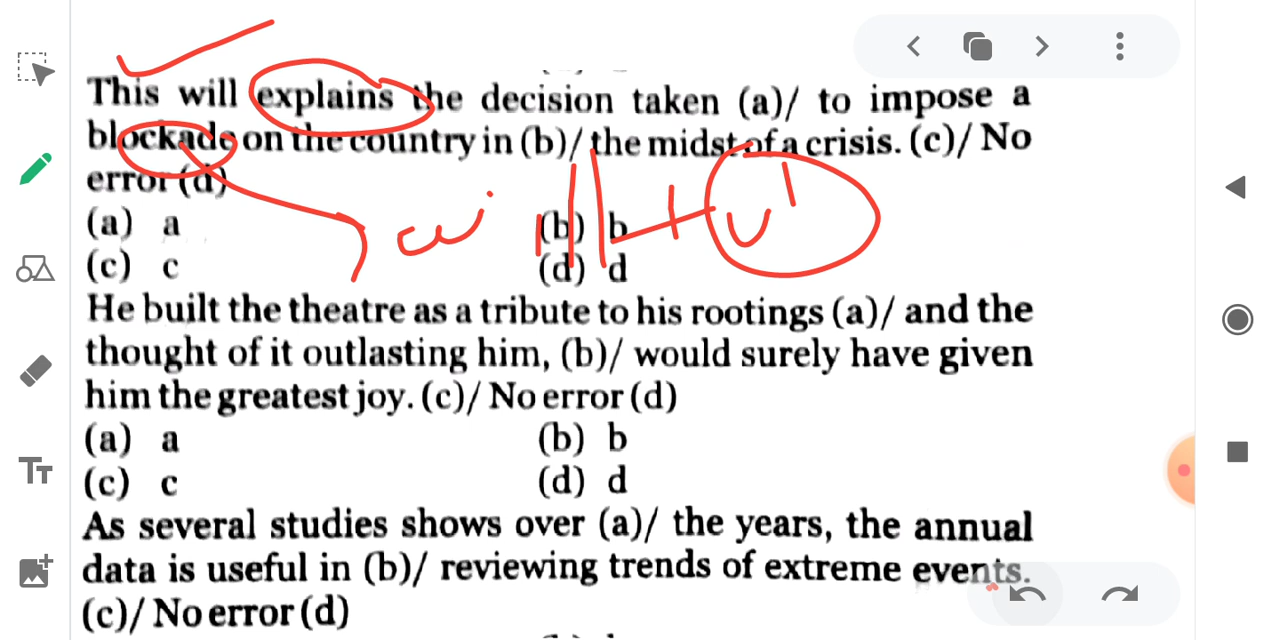 This will explains the decision taken (a)/ to impose a
blockade on the country in (b)/ the midst of a crisis. (c)/ No
error (d)
(a) a (b) b
(c) c (d) d
will + v1
He built the theatre as a tribute to his rootings (a)/ and the
thought of it outlasting him, (b)/ would surely have given
him the greatest joy. (c)/ No error (d)
(a) a (b) b
(c) c (d) d
As several studies shows over (a)/ the years, the annual
data is useful in (b)/ reviewing trends of extreme events.
(c)/ No error (d)
TT